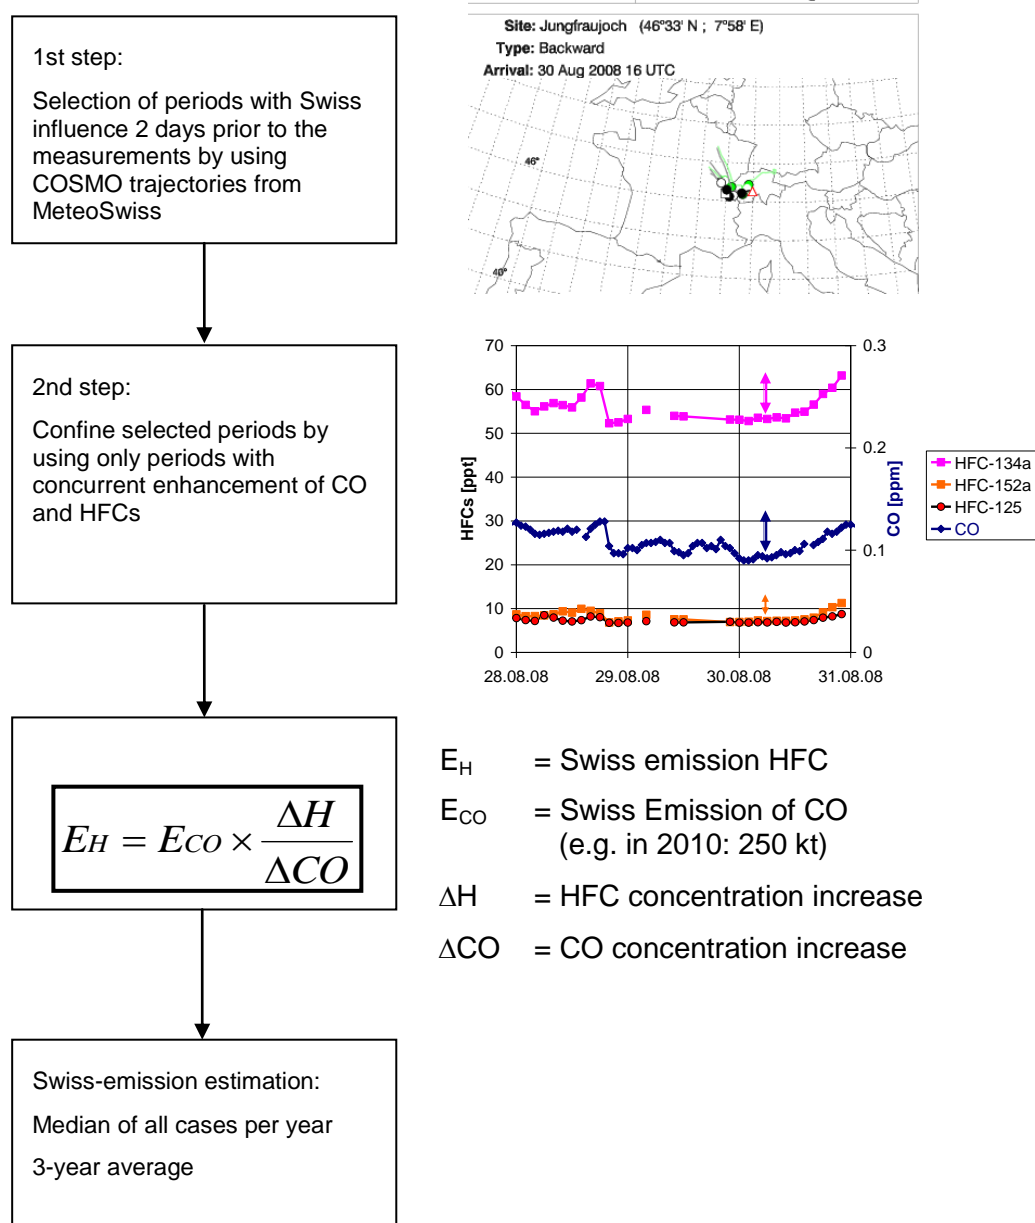 Site: Jungfraujoch (46°33' N ; 7°58' E)
Type: Backward
Arrival: 30 Aug 2008 16 UTC
46°
40°
1st step:
Selection of periods with Swiss
influence 2 days prior to the
measurements by using
COSMO trajectories from
MeteoSwiss
2nd step:
Confine selected periods by
using only periods with
concurrent enhancement of CO
and HFCs
HFCs [ppt]
70
60
50
40
30
20
10
0
28.08.08 29.08.08 30.08.08 31.08.08
0.3
0.2
0.1
0
CO [ppm]
HFC-134a
HFC-152a
HFC-125
CO
EH = ECO × ΔH/ΔCO
EH = Swiss emission HFC
ECO = Swiss Emission of CO
(e.g. in 2010: 250 kt)
ΔH = HFC concentration increase
ΔCO = CO concentration increase
Swiss-emission estimation:
Median of all cases per year
3-year average